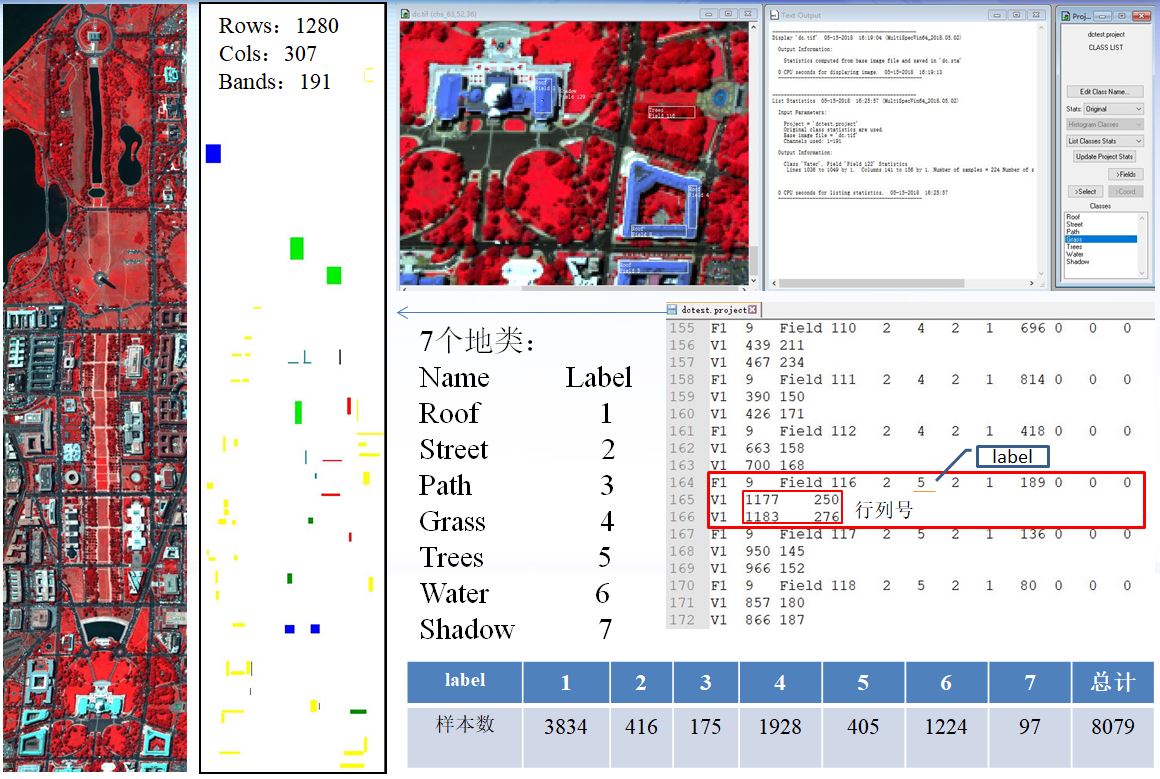 Rows：1280
Cols：307
Bands：191
dc.tif (chs_63,52,36)
Roof
Field 1
Shadow
Field 129
Trees
Field 116
Roof
Field 4
Roof
Roof
Text Output
Display 'dc.tif' 05-15-2018 16:19:04 (MultiSpecWin64_2018.05.02)
Output Information:
Statistics computed from base image file and saved in 'dc.sta'
0 CPU seconds for displaying image. 05-15-2018 16:19:13
List Statistics 05-15-2018 16:25:57 (MultiSpecWin64_2018.05.02)
Input Parameters:
Project = 'dctest.project'
Original class statistics are used.
Base image file = 'dc.tif'
Channels used: 1-191
Output Information:
Class 'Water', Field 'Field 122' Statistics
Lines 1036 to 1049 by 1. Columns 141 to 156 by 1. Number of samples = 224 Number of s
0 CPU seconds for listing statistics. 05-15-2018 16:25:57
Proj...
dctest.project
CLASS LIST
Edit Class Name...
Stats: Original
Histogram Classes
List Classes Stats
Update Project Stats
>Fields
>Select
>Coord.
Classes
Roof
Street
Path
Grass
Trees
Water
Shadow
7个地类：
Name Label
Roof 1
Street 2
Path 3
Grass 4
Trees 5
Water 6
Shadow 7
dctest.project
155 F1 9 Field 110 2 4 2 1 696 0 0 0
156 V1 439 211
157 V1 467 234
158 F1 9 Field 111 2 4 2 1 814 0 0 0
159 V1 390 150
160 V1 426 171
161 F1 9 Field 112 2 4 2 1 418 0 0 0
162 V1 663 158
163 V1 700 168
label
164 F1 9 Field 116 2 5 2 1 189 0 0 0
165 V1 1177 250
行列号
166 V1 1183 276
167 F1 9 Field 117 2 5 2 1 136 0 0 0
168 V1 950 145
169 V1 966 152
170 F1 9 Field 118 2 5 2 1 80 0 0 0
171 V1 857 180
172 V1 866 187
label 1 2 3 4 5 6 7 总计
样本数 3834 416 175 1928 405 1224 97 8079